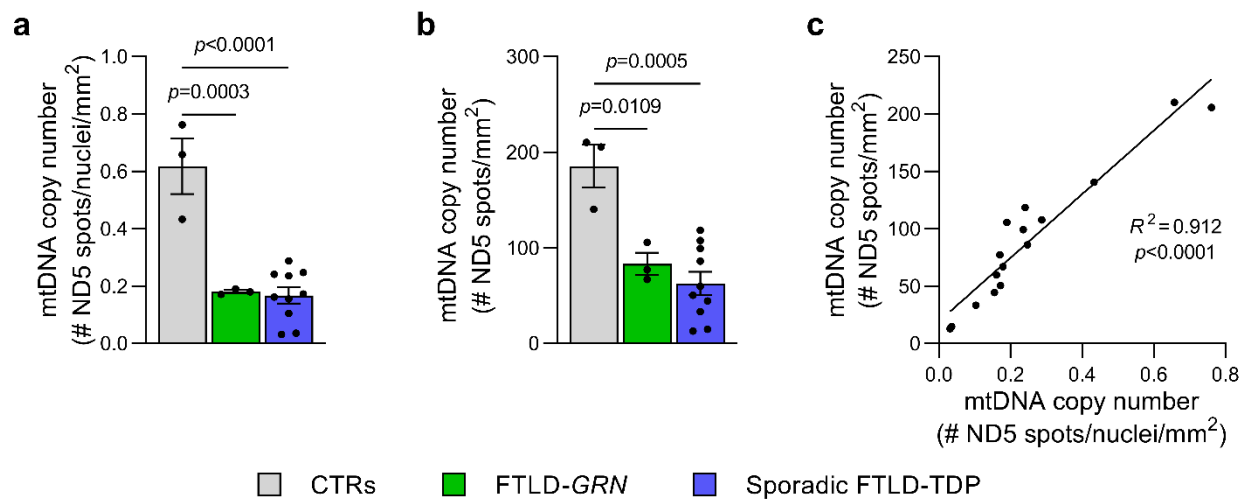 a
mtDNA copy number
(# ND5 spots/nuclei/mm²)
1.0
0.8
0.6
0.4
0.2
0.0
p<0.0001
p=0.0003
b
mtDNA copy number
(# ND5 spots/mm²)
300
200
100
0
p=0.0005
p=0.0109
c
mtDNA copy number
(# ND5 spots/mm²)
250
200
150
100
50
0
R²=0.912
p<0.0001
0.0 0.2 0.4 0.6 0.8
mtDNA copy number
(# ND5 spots/nuclei/mm²)
CTRs FTLD-GRN Sporadic FTLD-TDP